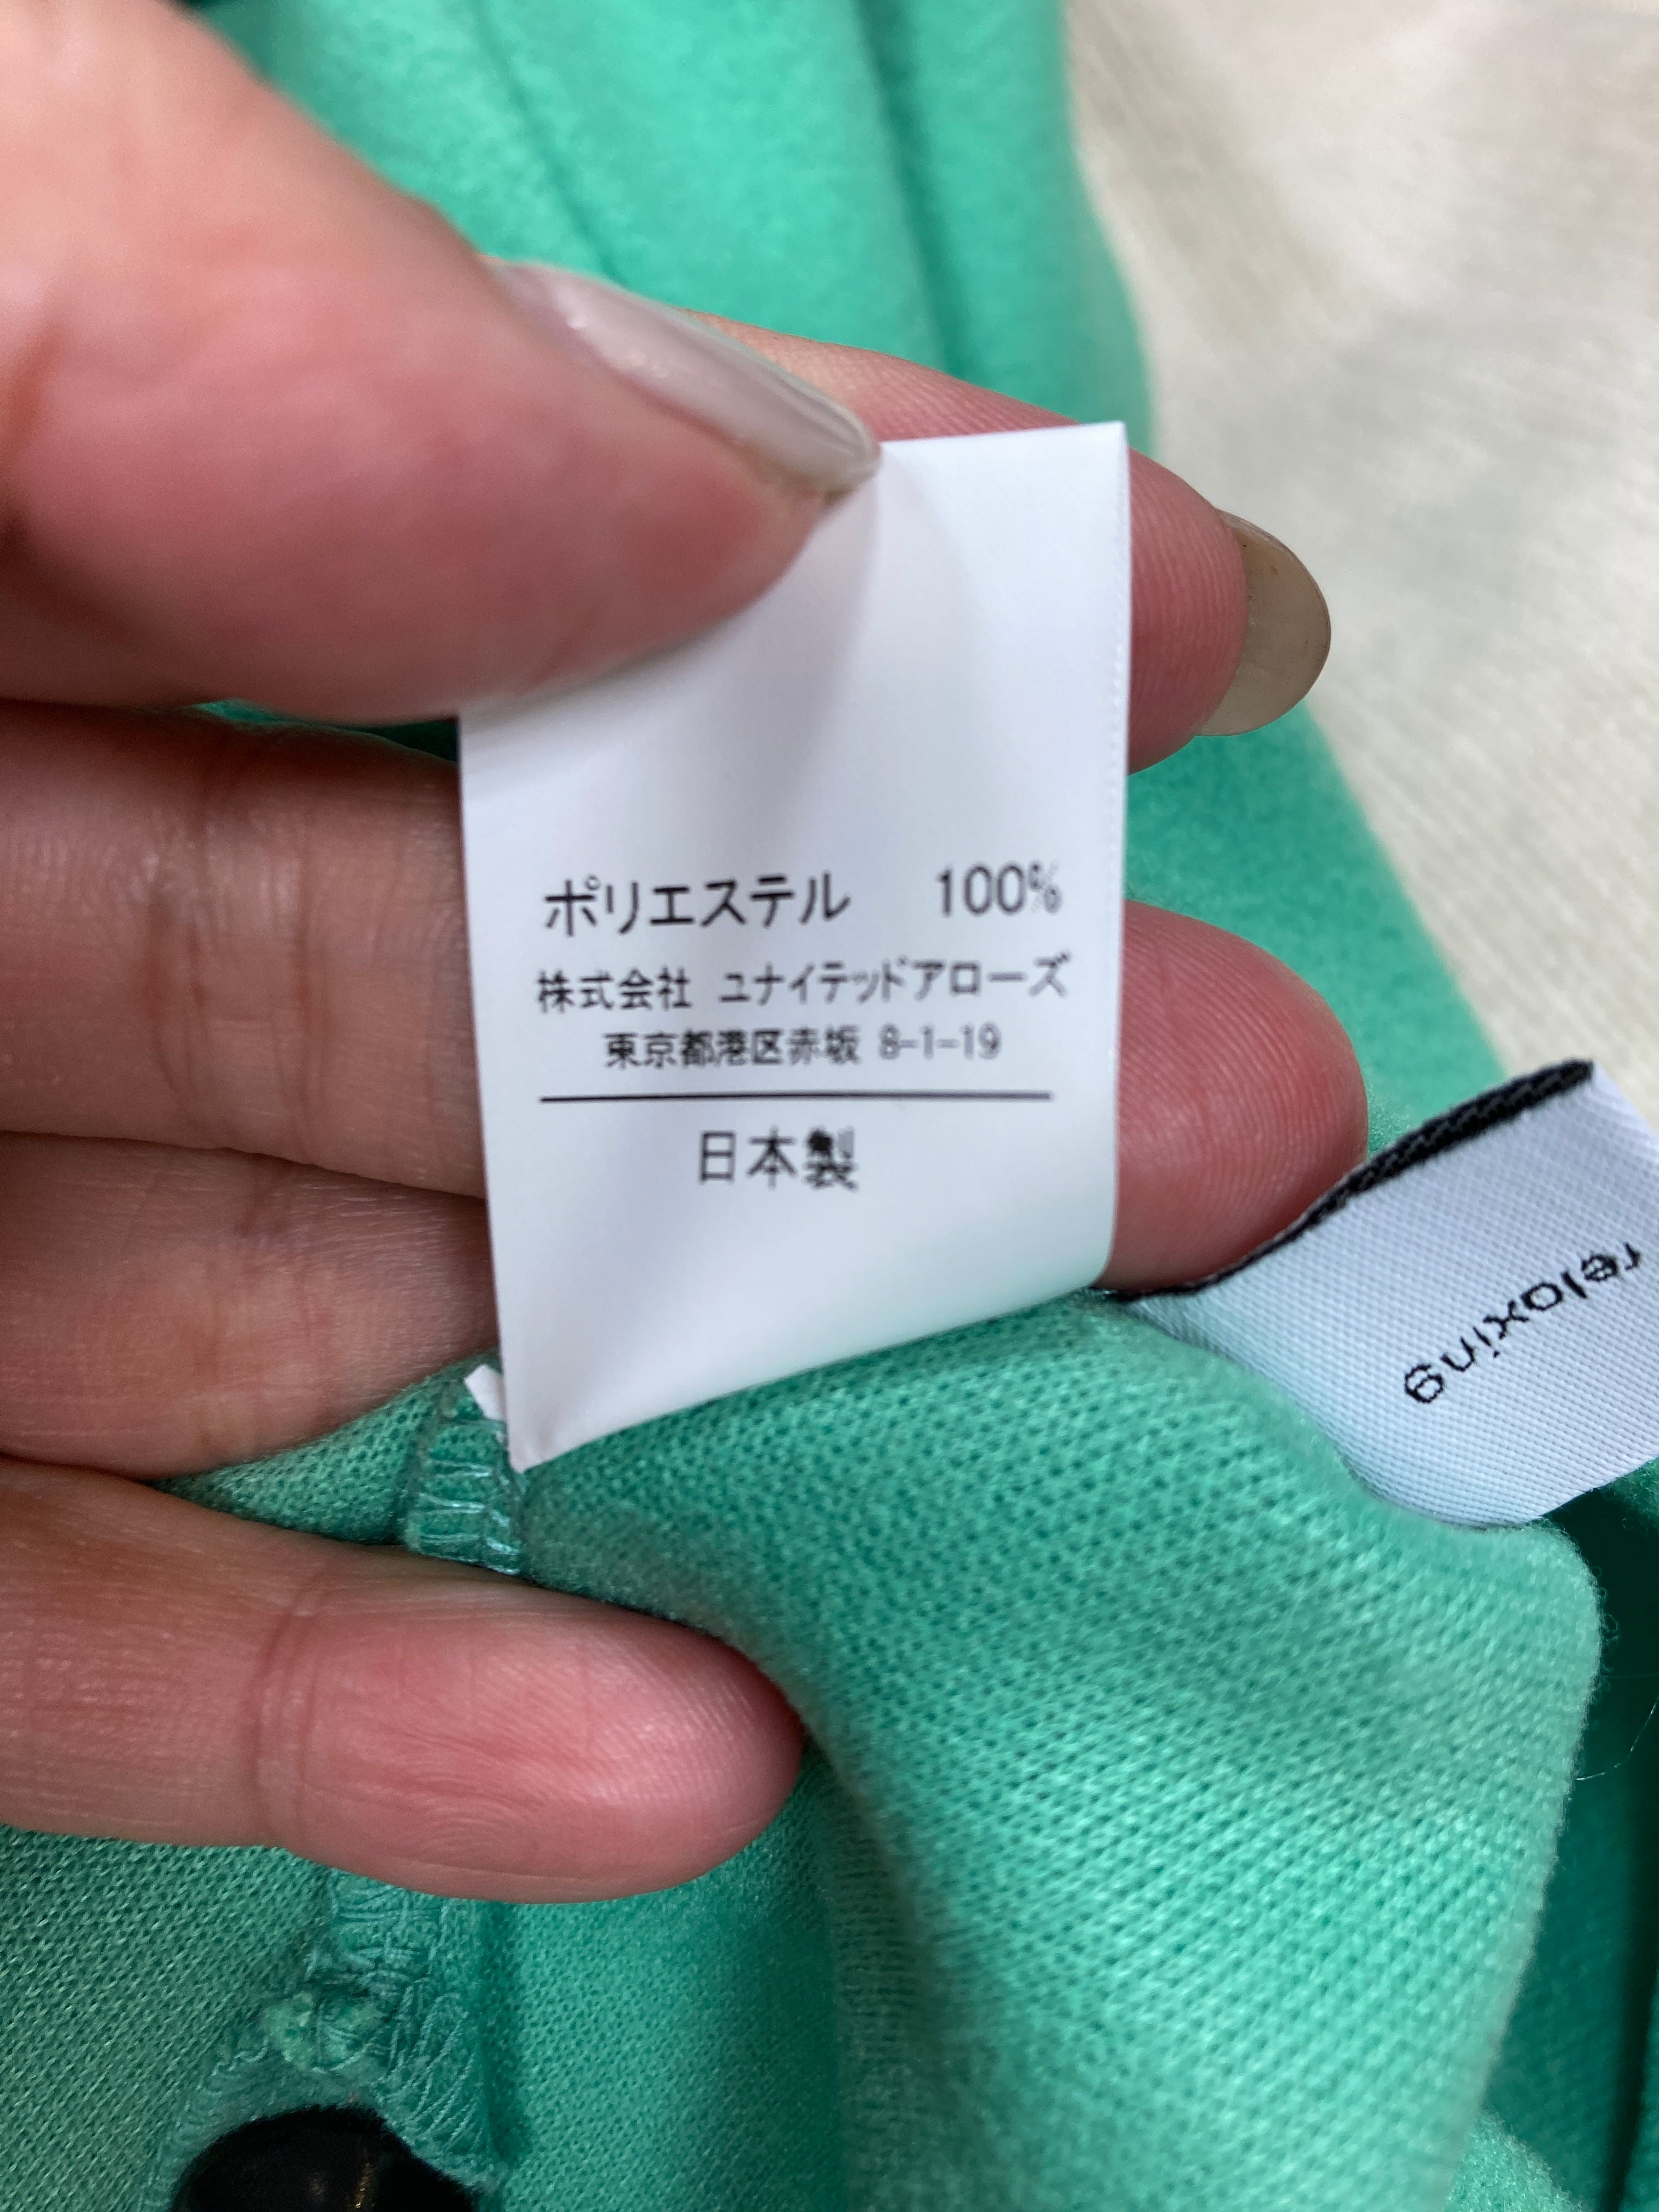 ポリエステル 100%
株式会社 ユナイテッドアローズ
東京都港区赤坂 8-1-19
日本製
relaxing